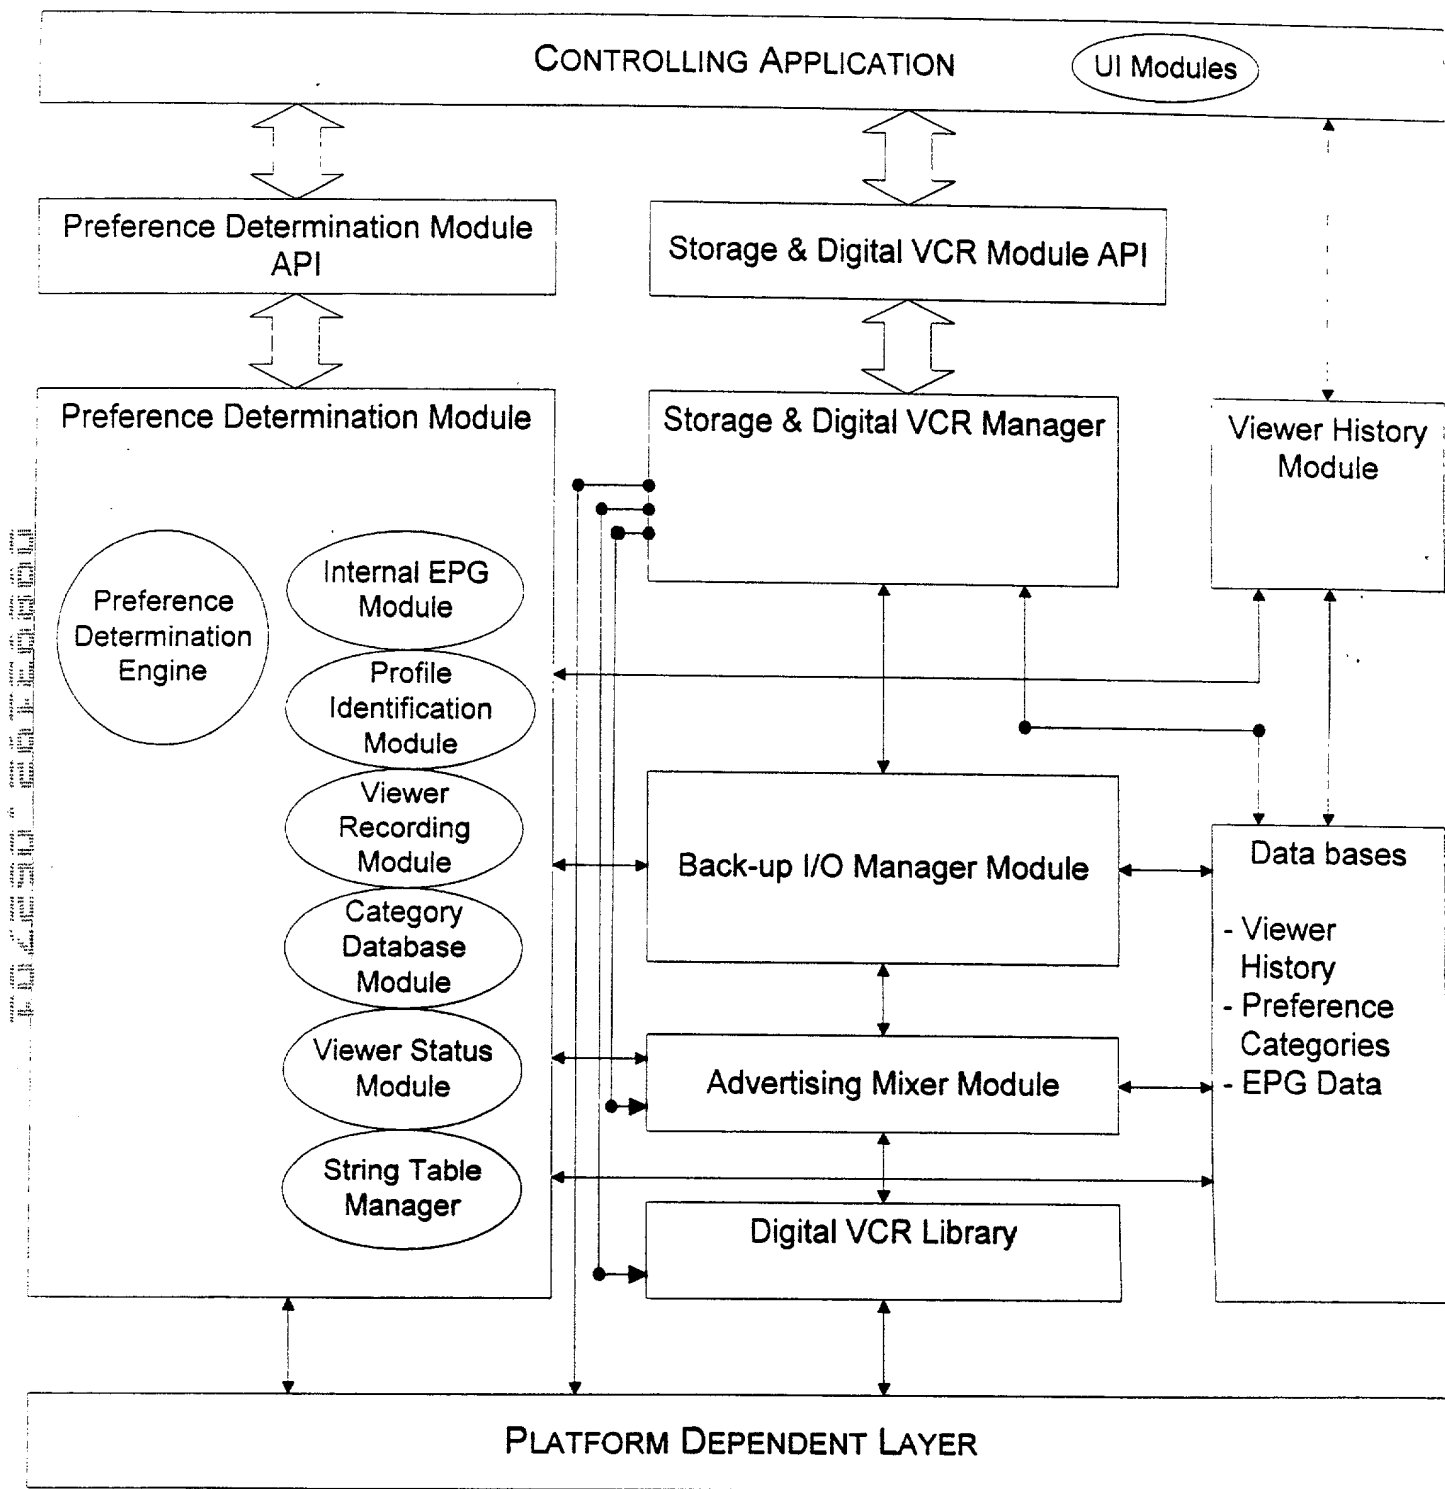 CONTROLLING APPLICATION
UI Modules
Preference Determination Module
API
Storage & Digital VCR Module API
Preference Determination Module
Storage & Digital VCR Manager
Viewer History
Module
Preference
Determination
Engine
Internal EPG
Module
Profile
Identification
Module
Viewer
Recording
Module
Category
Database
Module
Viewer Status
Module
String Table
Manager
Back-up I/O Manager Module
Advertising Mixer Module
Digital VCR Library
Data bases
- Viewer
History
- Preference
Categories
- EPG Data
PLATFORM DEPENDENT LAYER